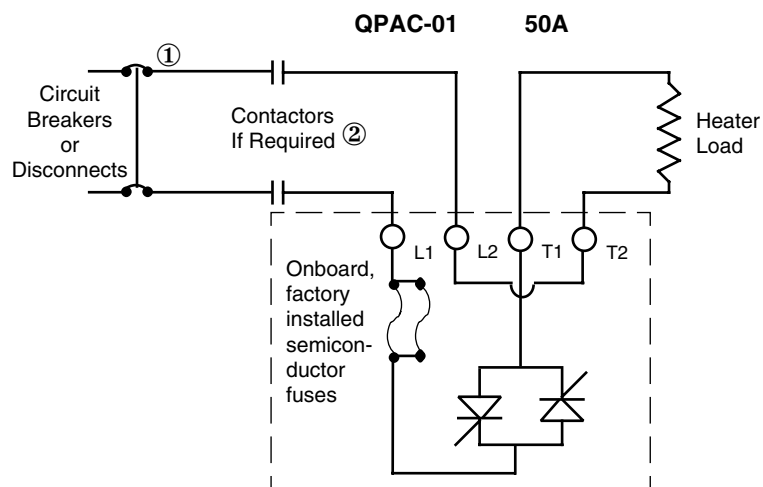 QPAC-01 50A
①
Circuit
Breakers
or
Disconnects
Contactors
If Required ②
Heater
Load
L1 L2 T1 T2
Onboard,
factory
installed
semicon-
ductor
fuses